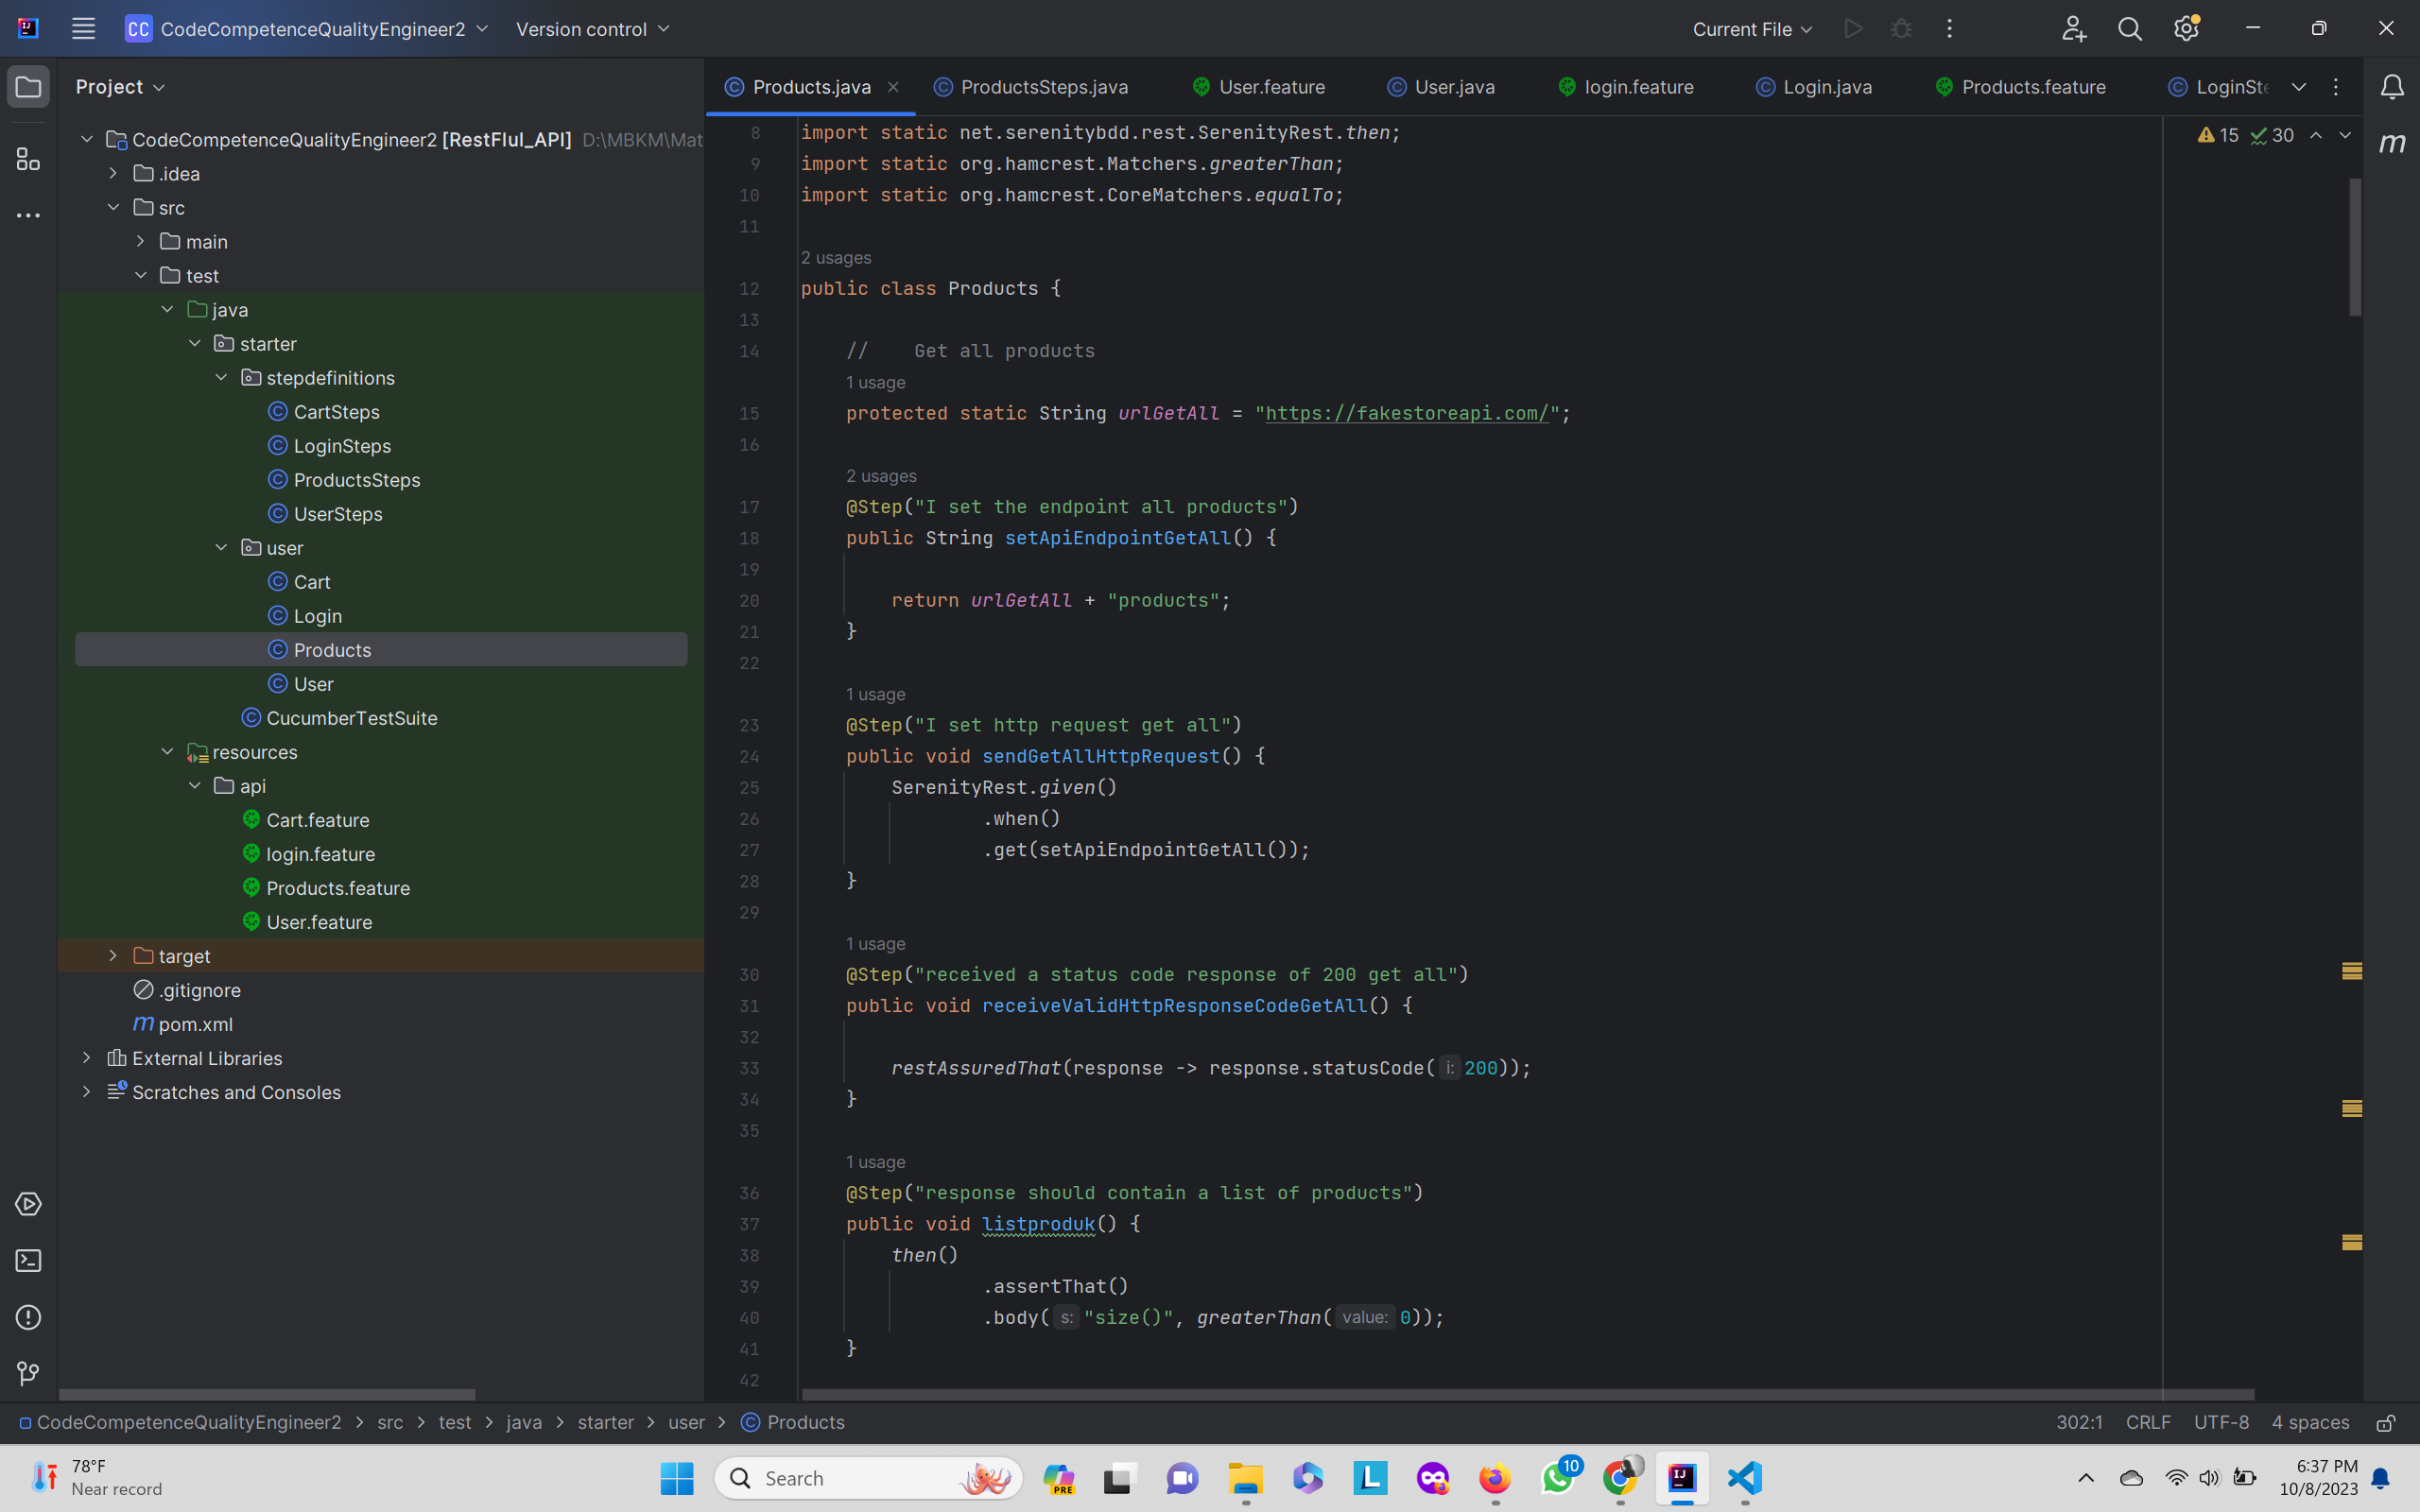 CC CodeCompetenceQualityEngineer2 Version control Current File
Project
CodeCompetenceQualityEngineer2 [RestFlul_API] D:\MBKM\Mat
.idea
src
main
test
java
starter
stepdefinitions
CartSteps
LoginSteps
ProductsSteps
UserSteps
user
Cart
Login
Products
User
CucumberTestSuite
resources
api
Cart.feature
login.feature
Products.feature
User.feature
target
.gitignore
pom.xml
External Libraries
Scratches and Consoles
Products.java ProductsSteps.java User.feature User.java login.feature Login.java Products.feature LoginSte
15 30
8 import static net.serenitybdd.rest.SerenityRest.then;
9 import static org.hamcrest.Matchers.greaterThan;
10 import static org.hamcrest.CoreMatchers.equalTo;
11
2 usages
12 public class Products {
13
14 // Get all products
1 usage
15 protected static String urlGetAll = "https://fakestoreapi.com/";
16
2 usages
17 @Step("I set the endpoint all products")
18 public String setApiEndpointGetAll() {
19
20 return urlGetAll + "products";
21 }
22
1 usage
23 @Step("I set http request get all")
24 public void sendGetAllHttpRequest() {
25 SerenityRest.given()
26 .when()
27 .get(setApiEndpointGetAll());
28 }
29
1 usage
30 @Step("received a status code response of 200 get all")
31 public void receiveValidHttpResponseCodeGetAll() {
32
33 restAssuredThat(response -> response.statusCode( i: 200));
34 }
35
1 usage
36 @Step("response should contain a list of products")
37 public void listproduk() {
38 then()
39 .assertThat()
40 .body( s: "size()", greaterThan( value: 0));
41 }
42
CodeCompetenceQualityEngineer2 > src > test > java > starter > user > Products
302:1 CRLF UTF-8 4 spaces
78°F
Near record
Search
PRE
10
6:37 PM
10/8/2023